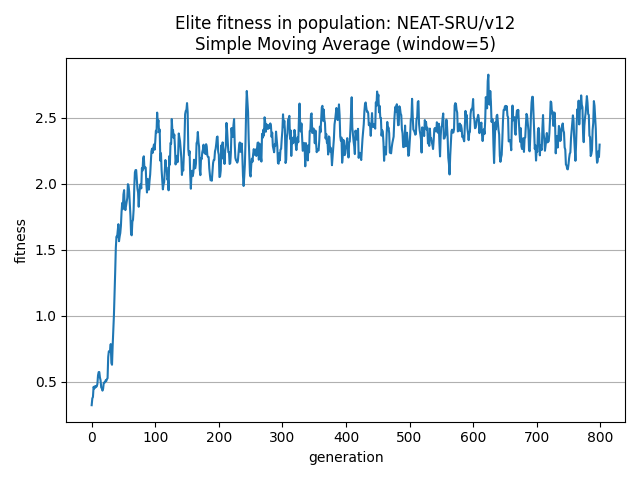 Elite fitness in population: NEAT-SRU/v12
Simple Moving Average (window=5)
fitness
2.5
2.0
1.5
1.0
0.5
0 100 200 300 400 500 600 700 800
generation